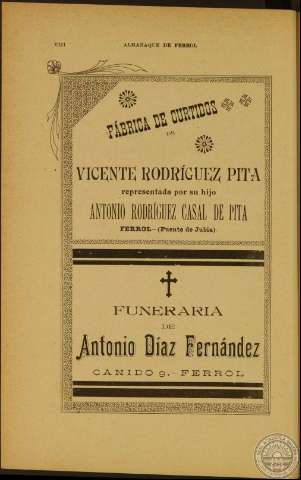 VIII ALMANAQUE DE FERROL
FÁBRICA DE CURTIDOS
DE
VICENTE RODRÍGUEZ PITA
representada por su hijo
ANTONIO RODRÍGUEZ CASAL DE PITA
FERROL—(Puente de Jubia)
FUNERARIA
DE
Antonio Díaz Fernández
CANIDO 9.—FERROL